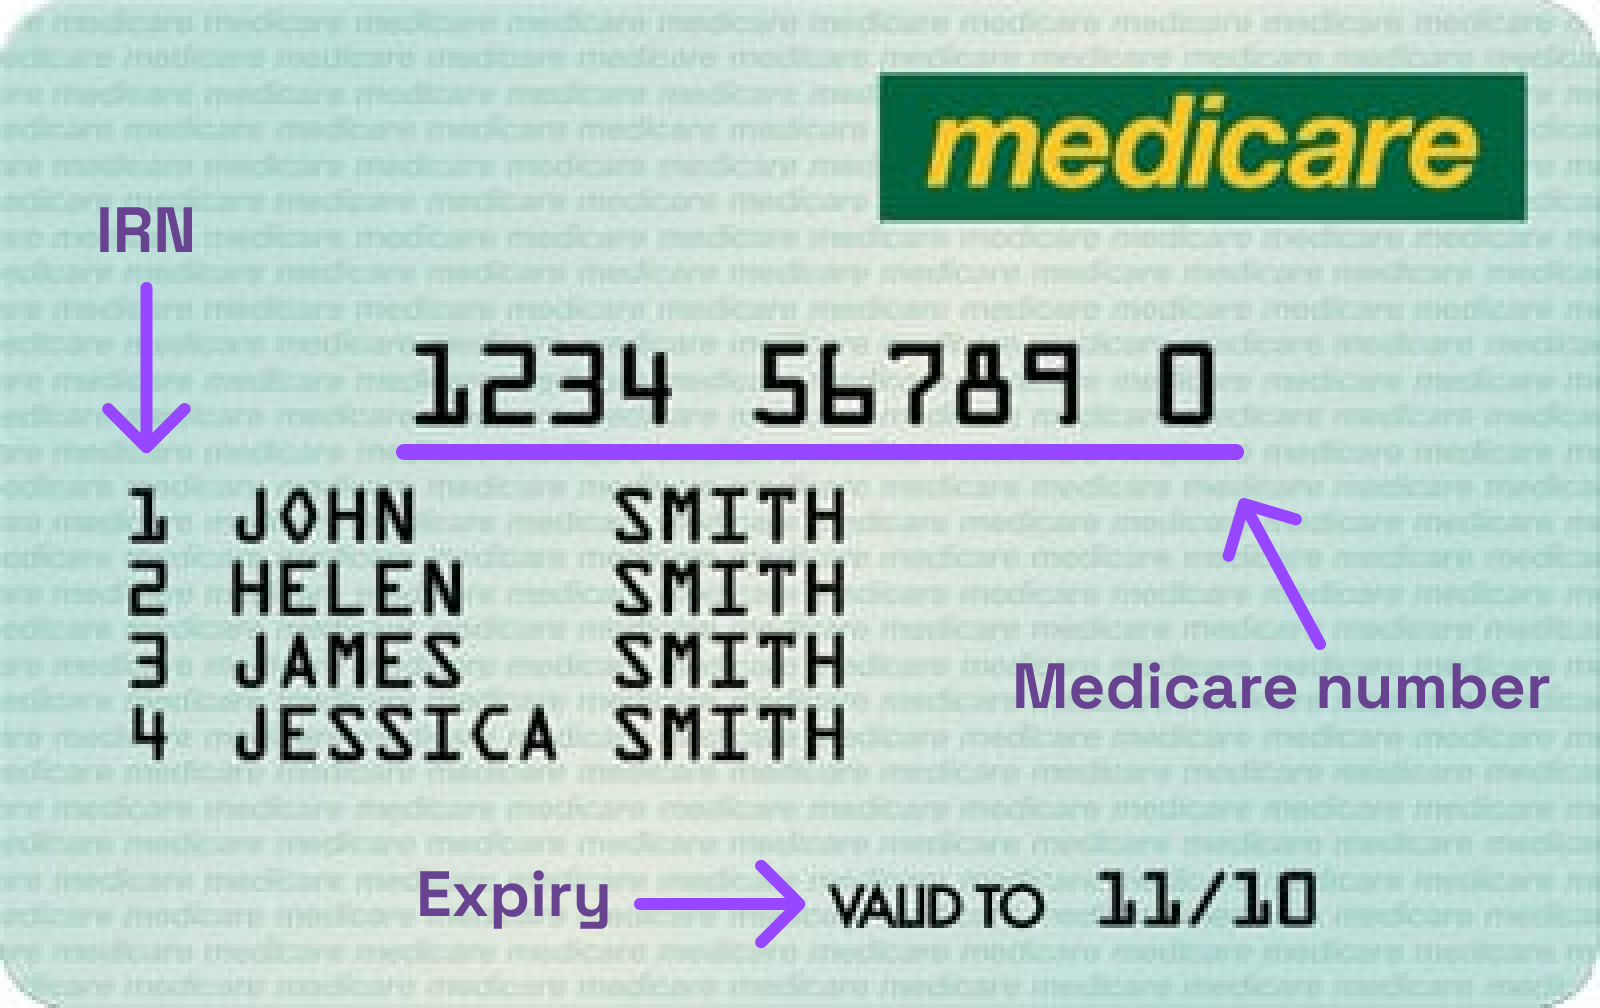 medicare
IRN
1234 56789 0
1 JOHN SMITH
2 HELEN SMITH
3 JAMES SMITH
4 JESSICA SMITH
Medicare number
Expiry
VALID TO 11/10